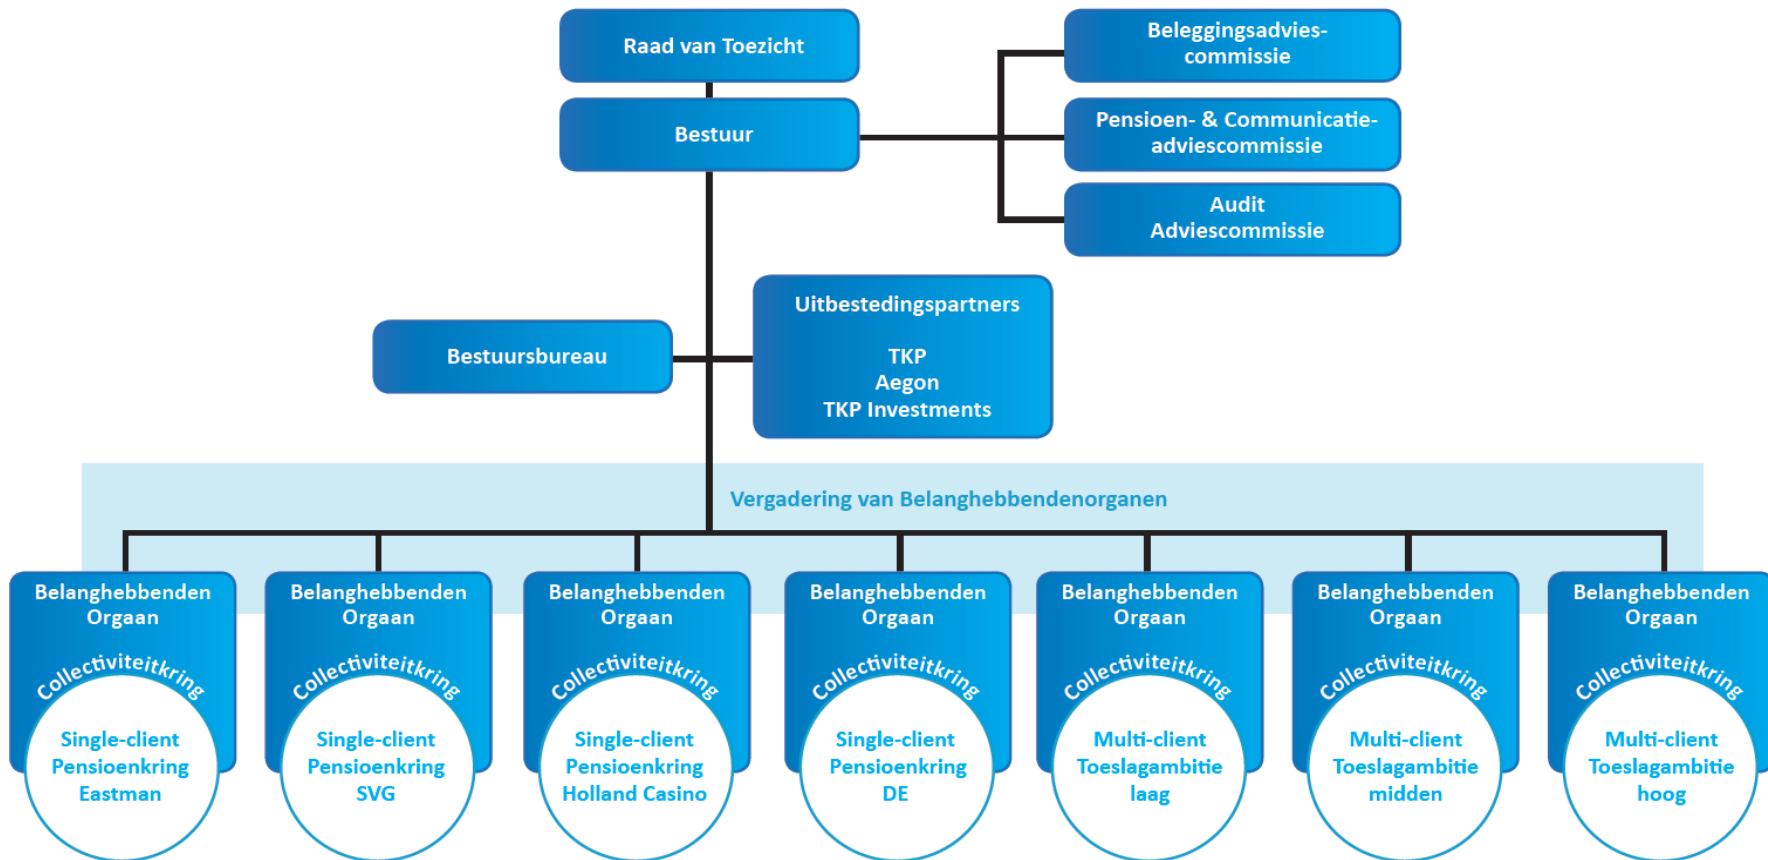 Raad van Toezicht
Bestuur
Beleggingsadvies-
commissie
Pensioen- & Communicatie-
adviescommissie
Audit
Adviescommissie
Bestuursbureau
Uitbestedingspartners
TKP
Aegon
TKP Investments
Vergadering van Belanghebbendenorganen
Belanghebbenden
Orgaan
Collectiviteitkring
Single-client
Pensioenkring
Eastman
Belanghebbenden
Orgaan
Collectiviteitkring
Single-client
Pensioenkring
SVG
Belanghebbenden
Orgaan
Collectiviteitkring
Single-client
Pensioenkring
Holland Casino
Belanghebbenden
Orgaan
Collectiviteitkring
Single-client
Pensioenkring
DE
Belanghebbenden
Orgaan
Collectiviteitkring
Multi-client
Toeslagambitie
laag
Belanghebbenden
Orgaan
Collectiviteitkring
Multi-client
Toeslagambitie
midden
Belanghebbenden
Orgaan
Collectiviteitkring
Multi-client
Toeslagambitie
hoog